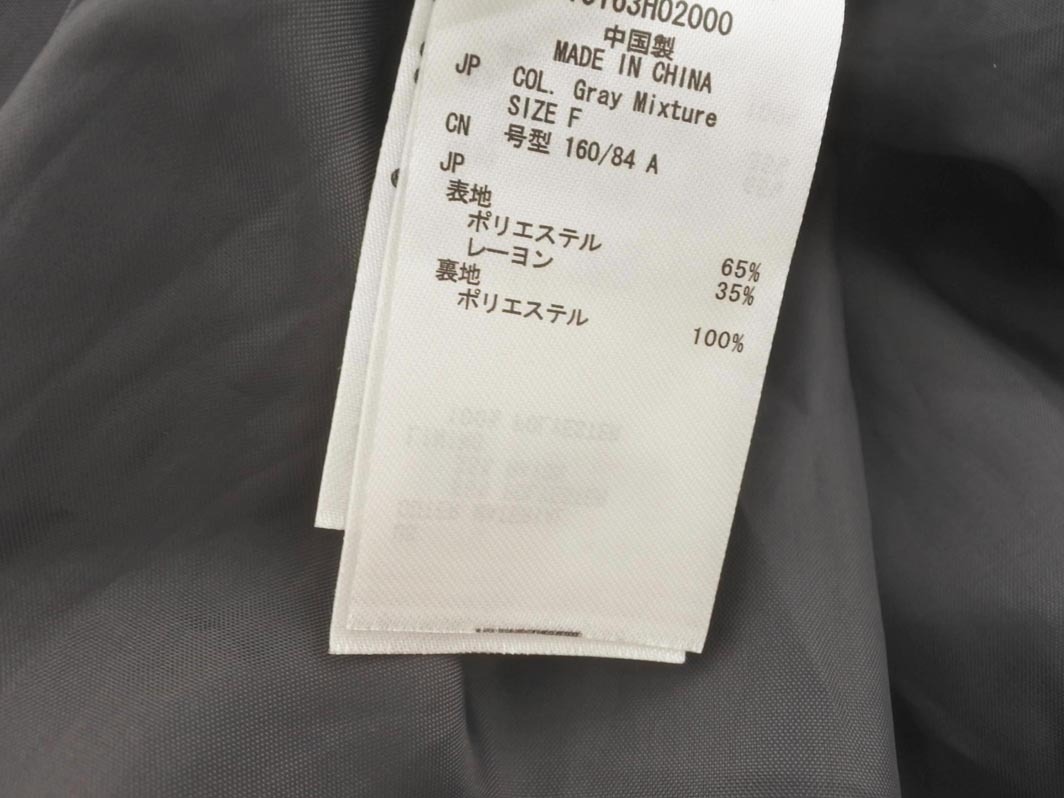 中国製
MADE IN CHINA
JP COL. Gray Mixture
SIZE F
CN 号型 160/84 A
JP
表地
ポリエステル 65%
レーヨン 35%
裏地
ポリエステル 100%